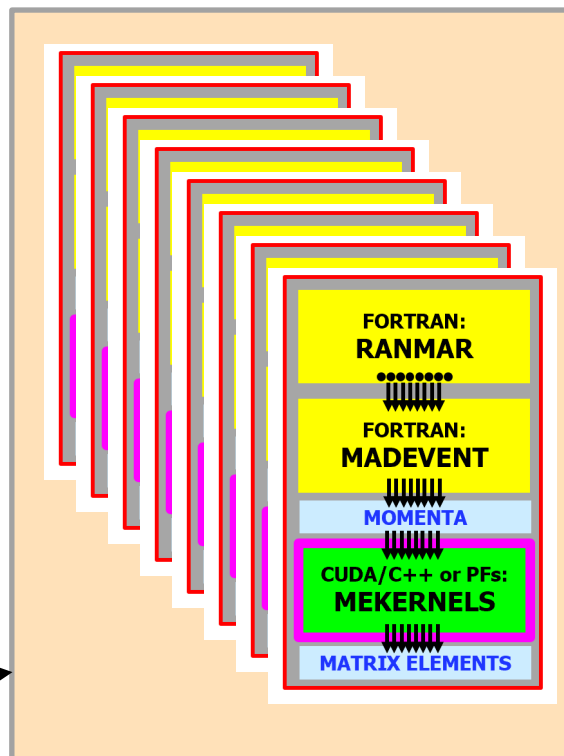 FORTRAN:
RANMAR
FORTRAN:
MADEVENT
MOMENTA
CUDA/C++ or PFs:
MEKERNELS
MATRIX ELEMENTS